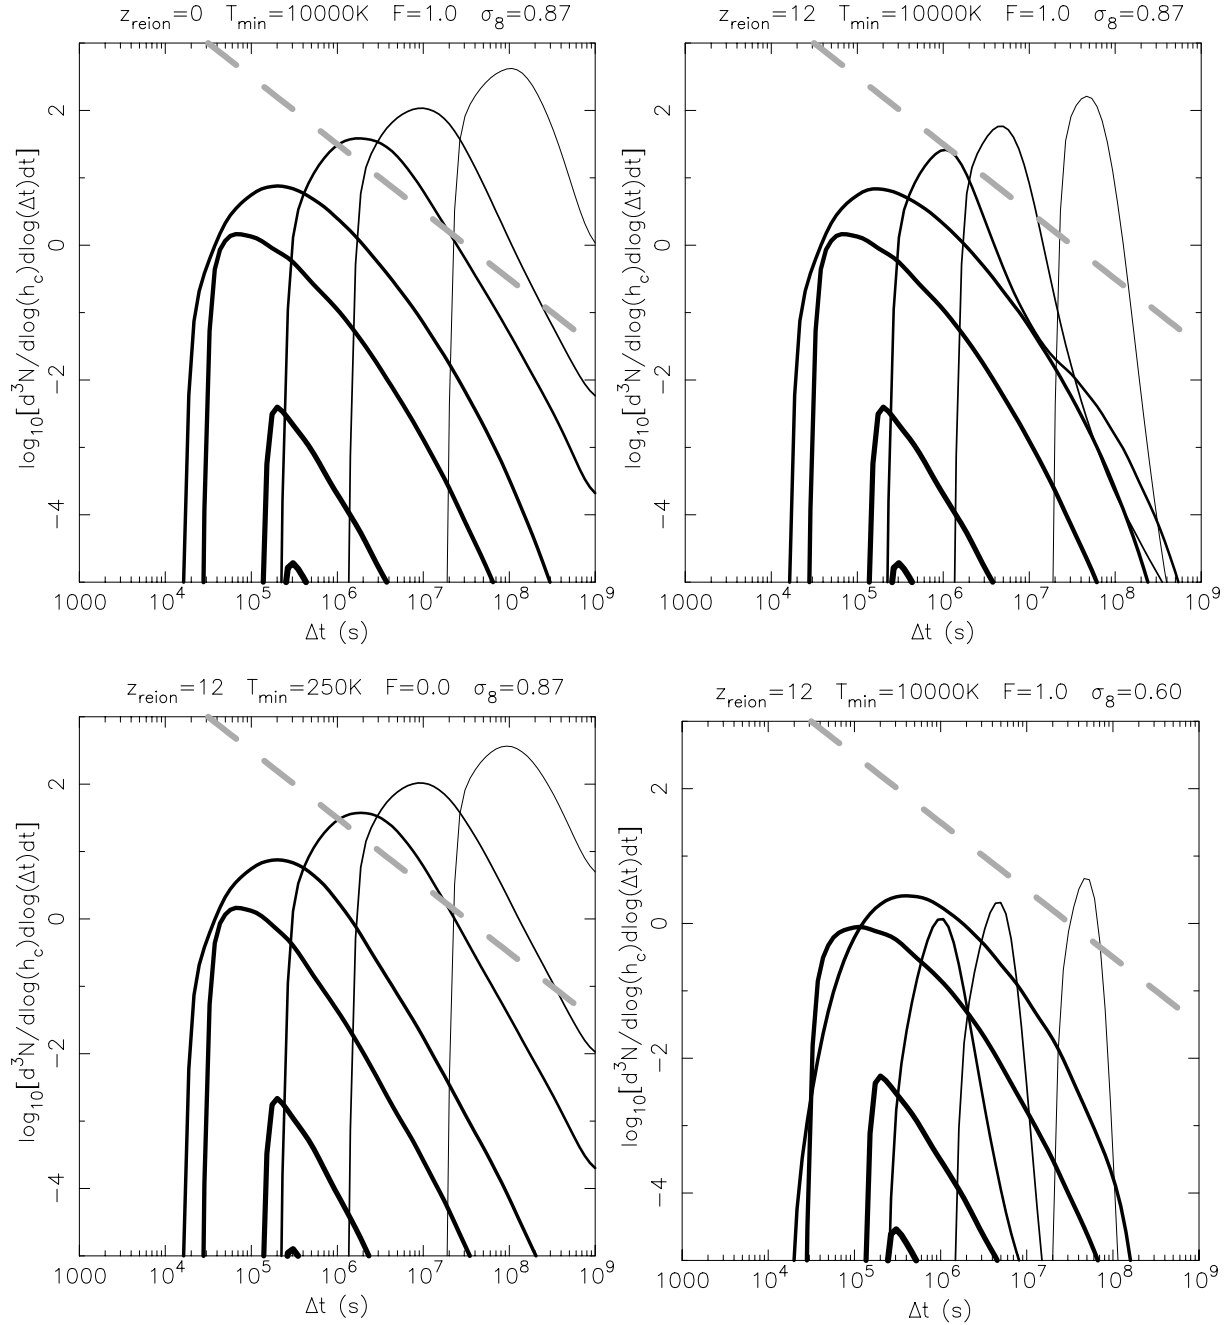 z_reion=0 T_min=10000K F=1.0 σ_8=0.87
log_10[d^3N/dlog(h_c)dlog(Δt)dt]
2
0
−2
−4
1000 10^4 10^5 10^6 10^7 10^8 10^9
Δt (s)
z_reion=12 T_min=10000K F=1.0 σ_8=0.87
log_10[d^3N/dlog(h_c)dlog(Δt)dt]
2
0
−2
−4
1000 10^4 10^5 10^6 10^7 10^8 10^9
Δt (s)
z_reion=12 T_min=250K F=0.0 σ_8=0.87
log_10[d^3N/dlog(h_c)dlog(Δt)dt]
2
0
−2
−4
1000 10^4 10^5 10^6 10^7 10^8 10^9
Δt (s)
z_reion=12 T_min=10000K F=1.0 σ_8=0.60
log_10[d^3N/dlog(h_c)dlog(Δt)dt]
2
0
−2
−4
1000 10^4 10^5 10^6 10^7 10^8 10^9
Δt (s)